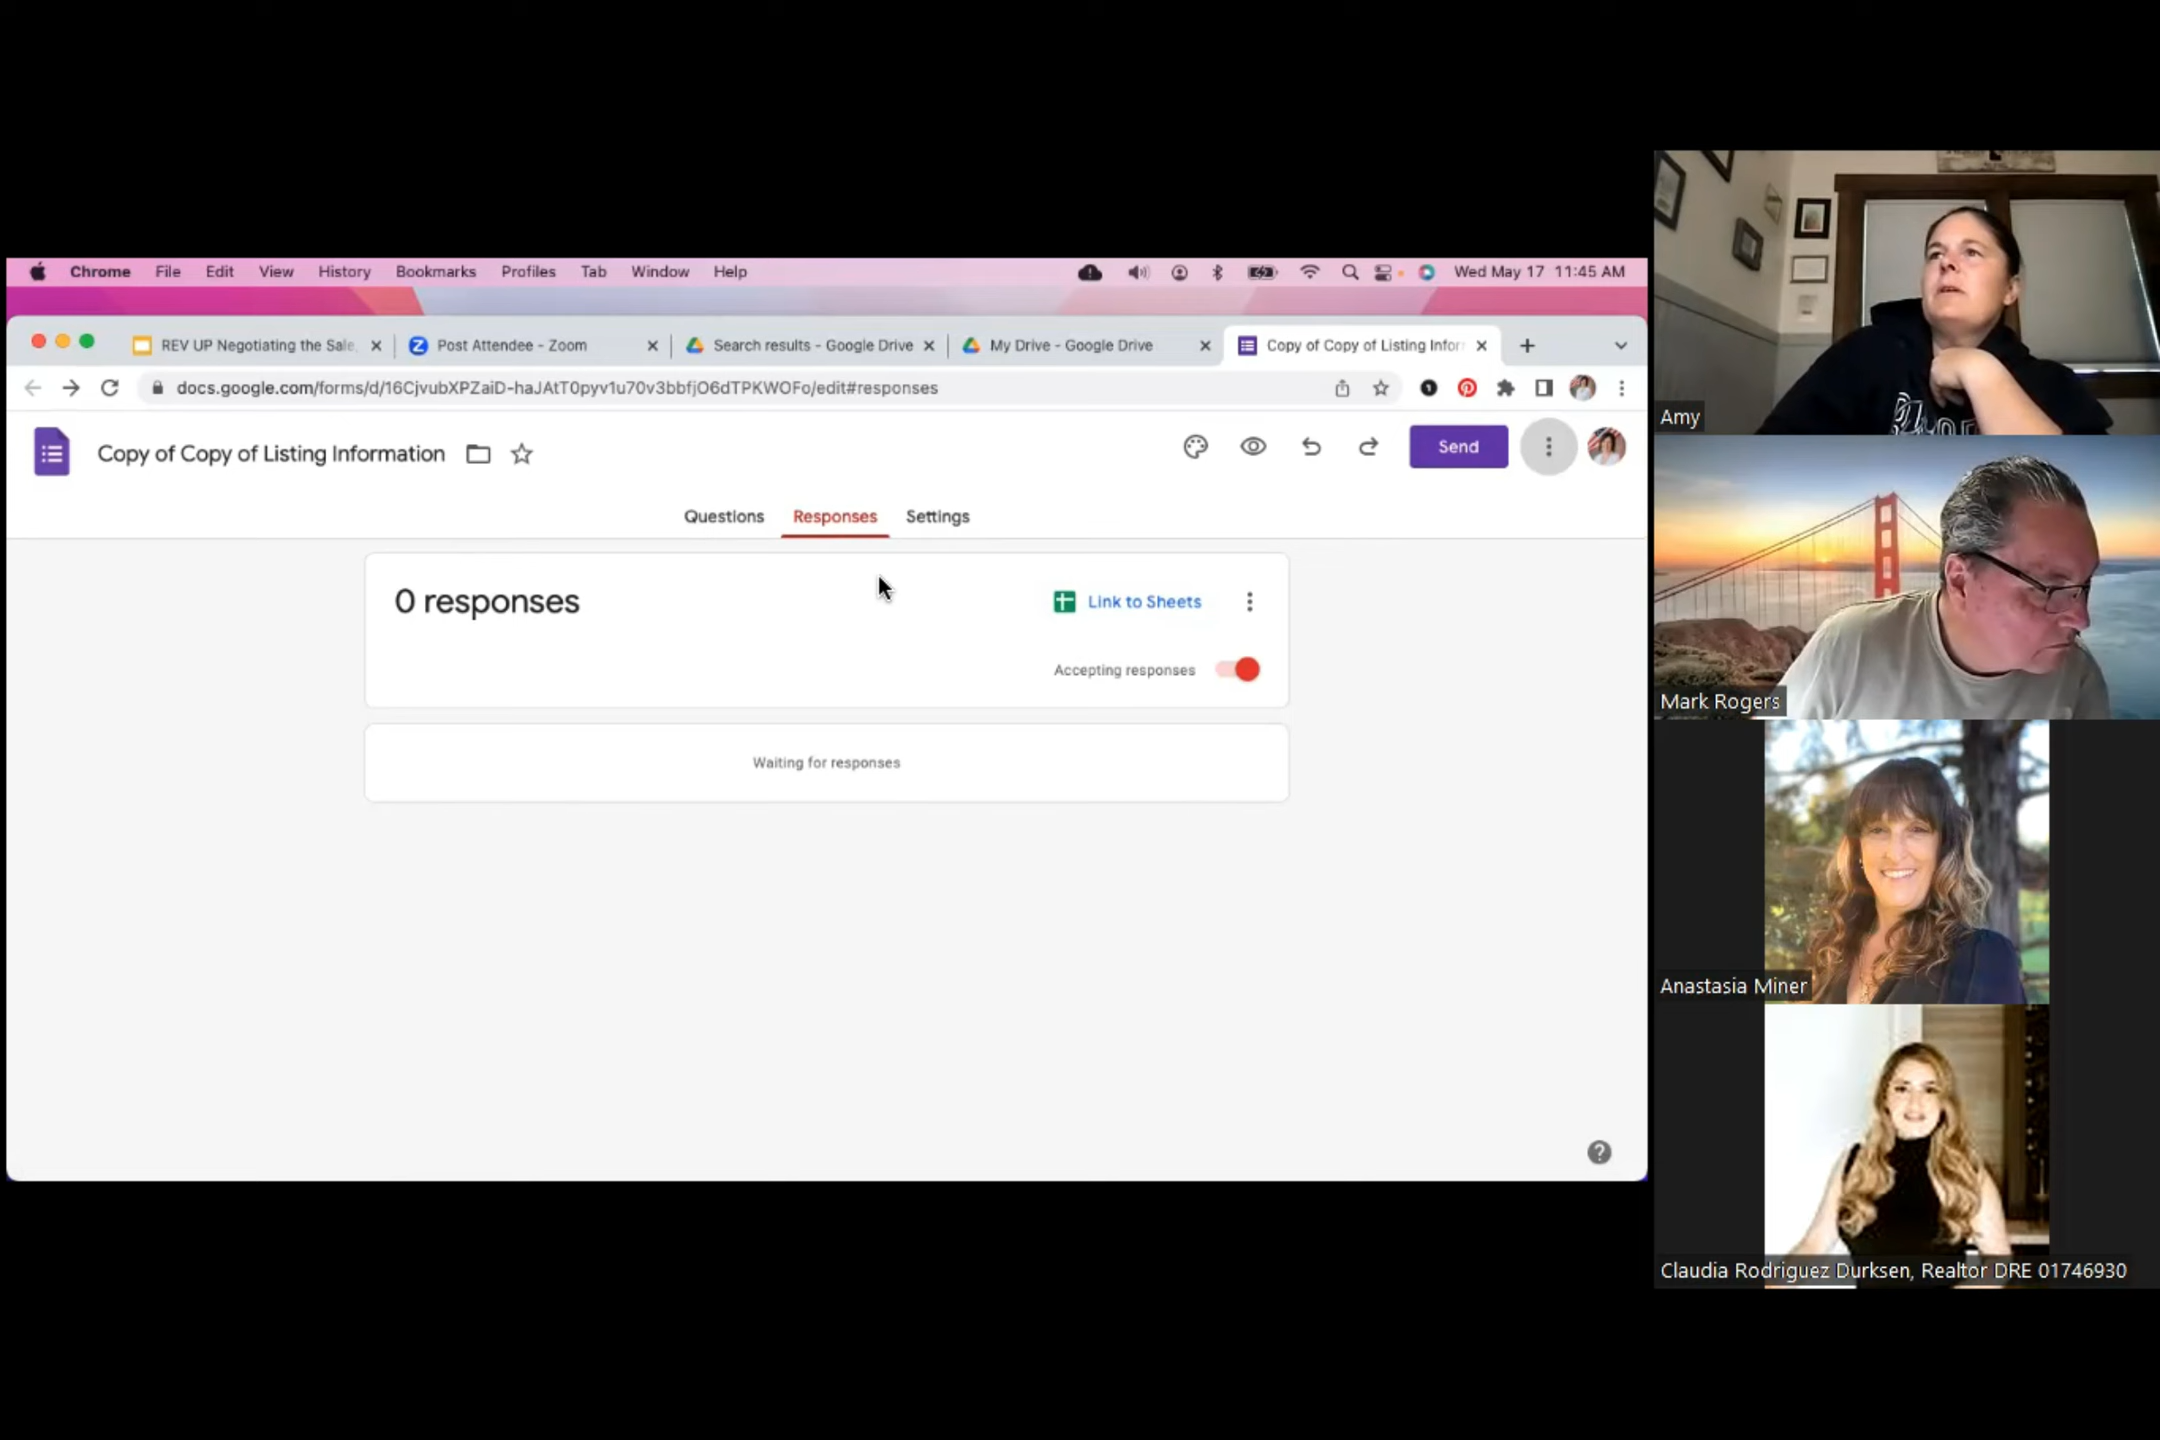 Chrome File Edit View History Bookmarks Profiles Tab Window Help Wed May 17 11:45 AM
REV UP Negotiating the Sale, Post Attendee - Zoom Search results - Google Drive My Drive - Google Drive Copy of Copy of Listing Infor
docs.google.com/forms/d/16CjvubXPZaiD-haJAtT0pyv1u70v3bbfjO6dTPKWOFo/edit#responses
Copy of Copy of Listing Information Send
Questions Responses Settings
0 responses Link to Sheets
Accepting responses
Waiting for responses
Amy
Mark Rogers
Anastasia Miner
Claudia Rodriguez Durksen, Realtor DRE 01746930